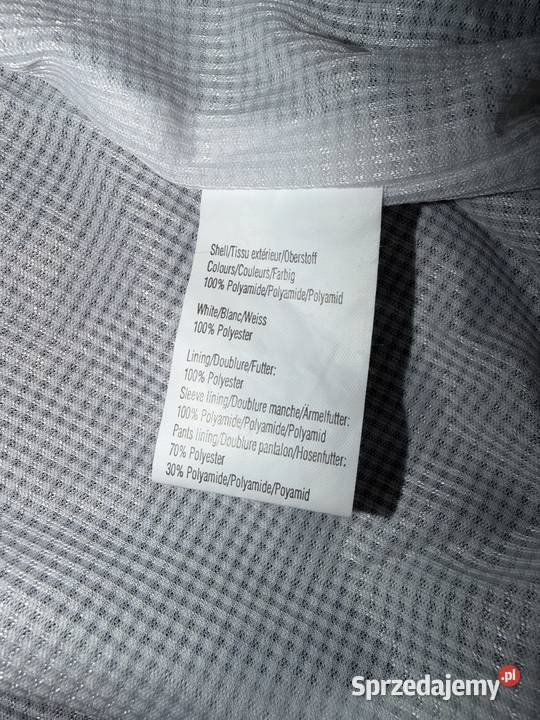 Shell/Tissu extérieur/Oberstoff
Colours/Couleurs/Farbig
100% Polyamide/Polyamide/Polyamid
White/Blanc/Weiss
100% Polyester
Lining/Doublure/Futter:
100% Polyester
Sleeve lining/Doublure manche/Ärmelfutter:
100% Polyamide/Polyamide/Polyamid
Pants lining/Doublure pantalon/Hosenfutter:
70% Polyester
30% Polyamide/Polyamide/Poyamid
Sprzedajemy.pl